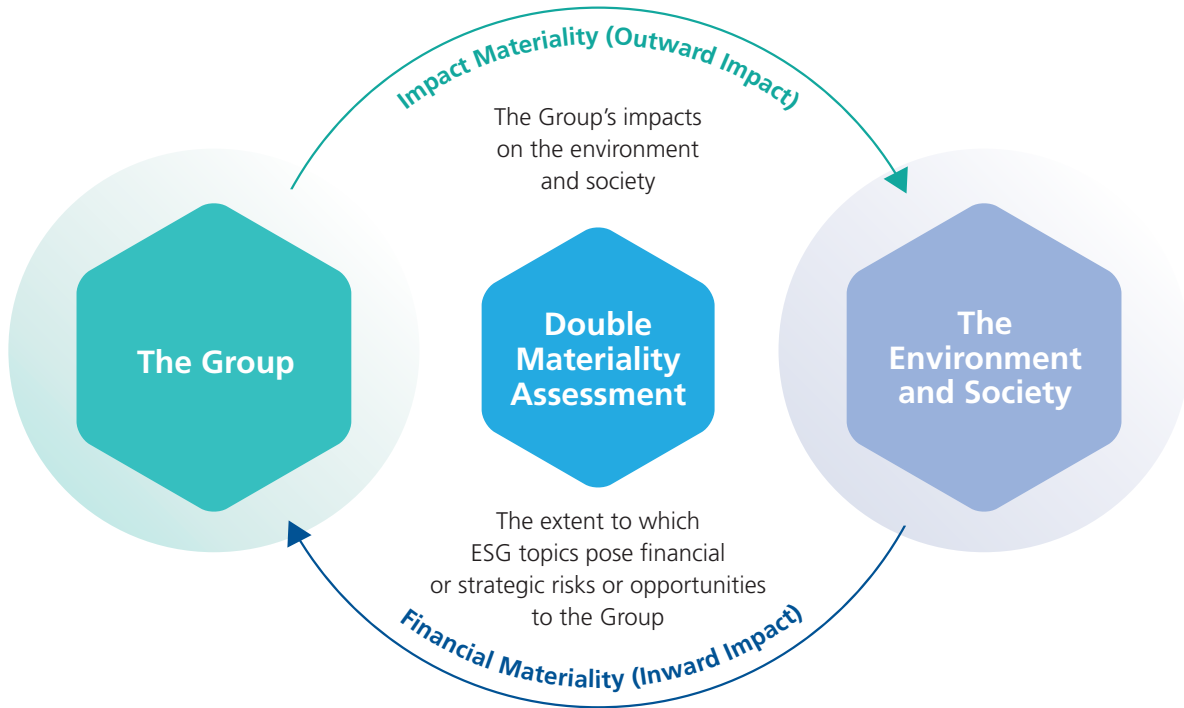 Impact Materiality (Outward Impact)
The Group’s impacts
on the environment
and society
The Group
Double
Materiality
Assessment
The
Environment
and Society
The extent to which
ESG topics pose financial
or strategic risks or opportunities
to the Group
Financial Materiality (Inward Impact)